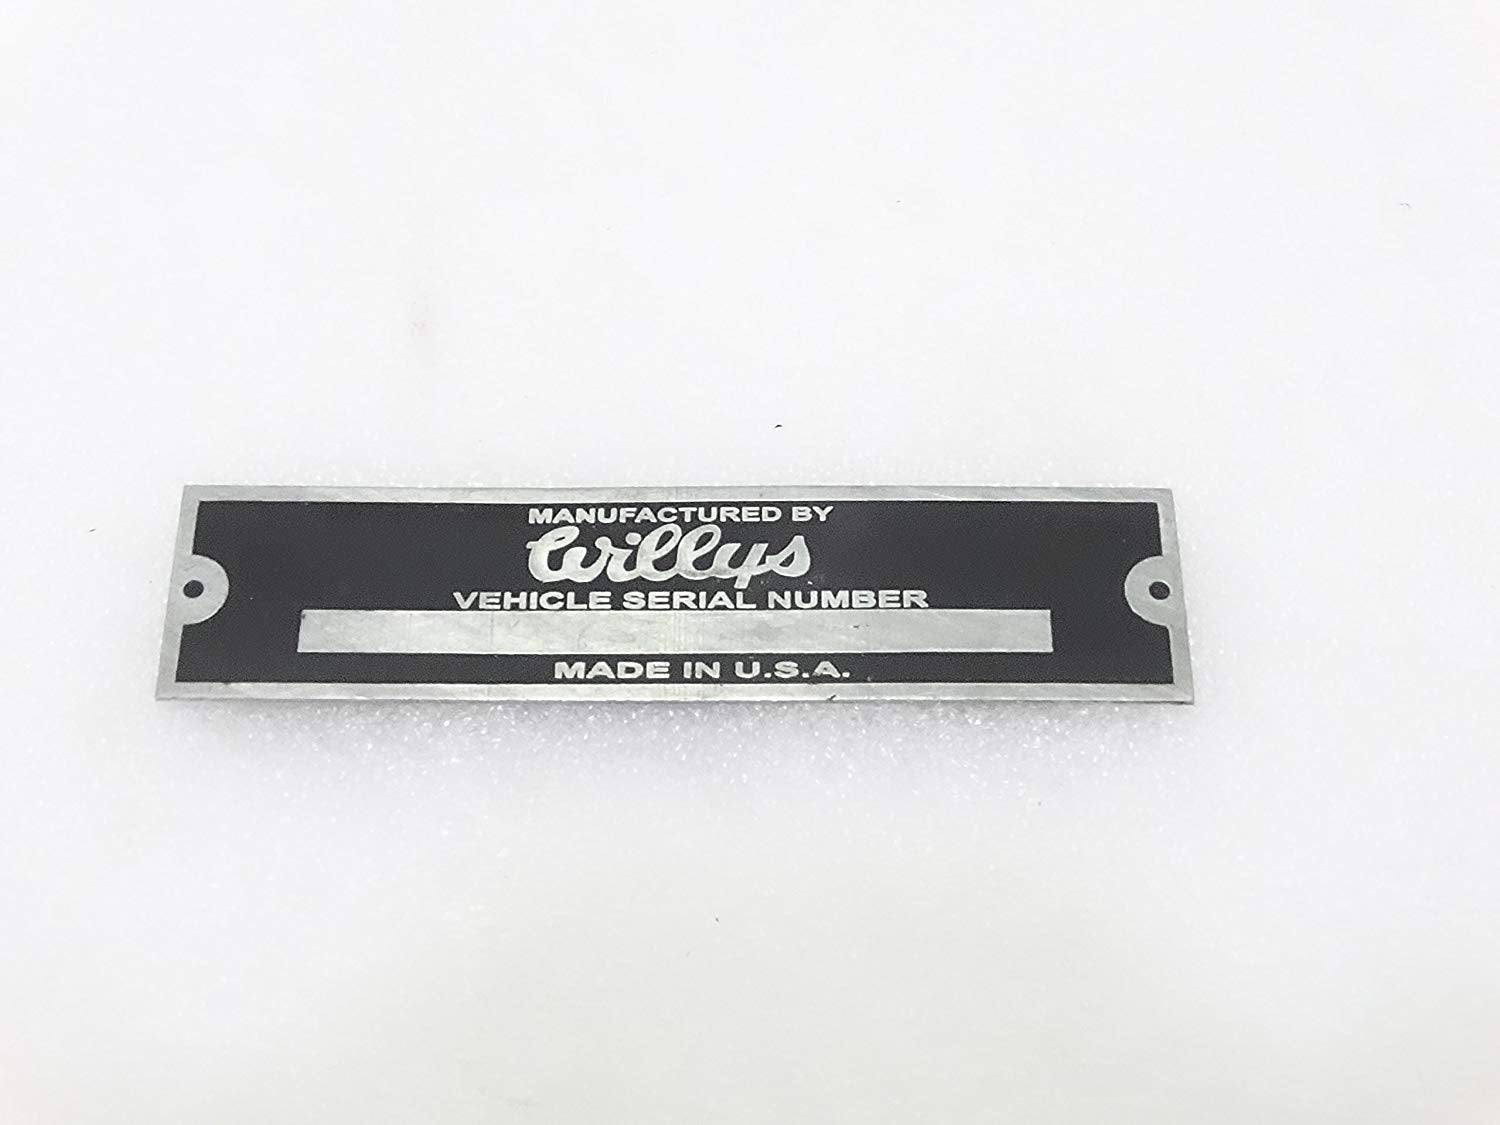 MANUFACTURED BY
Willys
VEHICLE SERIAL NUMBER
MADE IN U.S.A.